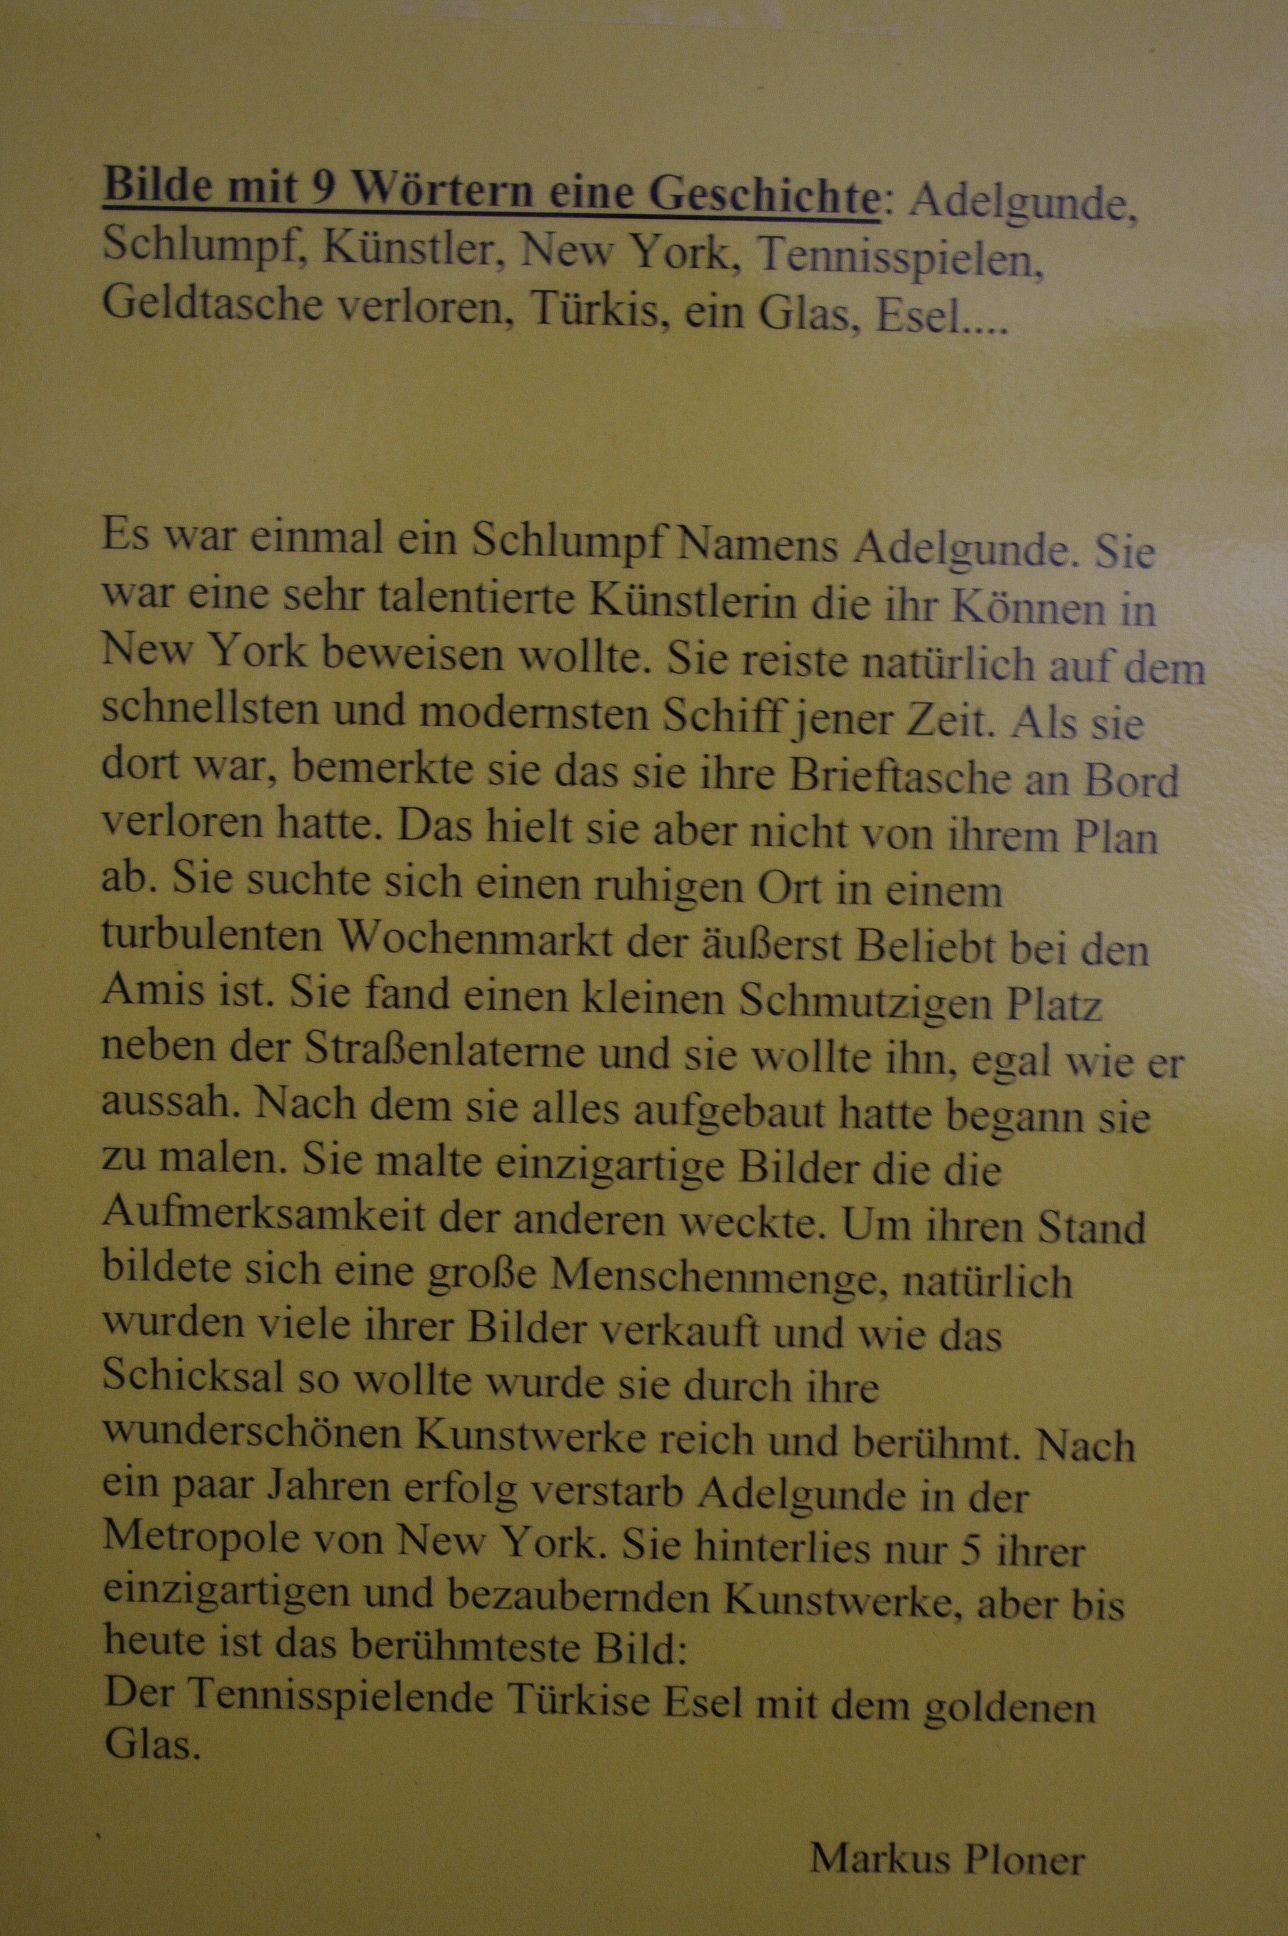 Bilde mit 9 Wörtern eine Geschichte: Adelgunde,
Schlumpf, Künstler, New York, Tennisspielen,
Geldtasche verloren, Türkis, ein Glas, Esel....
Es war einmal ein Schlumpf Namens Adelgunde. Sie
war eine sehr talentierte Künstlerin die ihr Können in
New York beweisen wollte. Sie reiste natürlich auf dem
schnellsten und modernsten Schiff jener Zeit. Als sie
dort war, bemerkte sie das sie ihre Brieftasche an Bord
verloren hatte. Das hielt sie aber nicht von ihrem Plan
ab. Sie suchte sich einen ruhigen Ort in einem
turbulenten Wochenmarkt der äußerst Beliebt bei den
Amis ist. Sie fand einen kleinen Schmutzigen Platz
neben der Straßenlaterne und sie wollte ihn, egal wie er
aussah. Nach dem sie alles aufgebaut hatte begann sie
zu malen. Sie malte einzigartige Bilder die die
Aufmerksamkeit der anderen weckte. Um ihren Stand
bildete sich eine große Menschenmenge, natürlich
wurden viele ihrer Bilder verkauft und wie das
Schicksal so wollte wurde sie durch ihre
wunderschönen Kunstwerke reich und berühmt. Nach
ein paar Jahren erfolg verstarb Adelgunde in der
Metropole von New York. Sie hinterlies nur 5 ihrer
einzigartigen und bezaubernden Kunstwerke, aber bis
heute ist das berühmteste Bild:
Der Tennisspielende Türkise Esel mit dem goldenen
Glas.
Markus Ploner